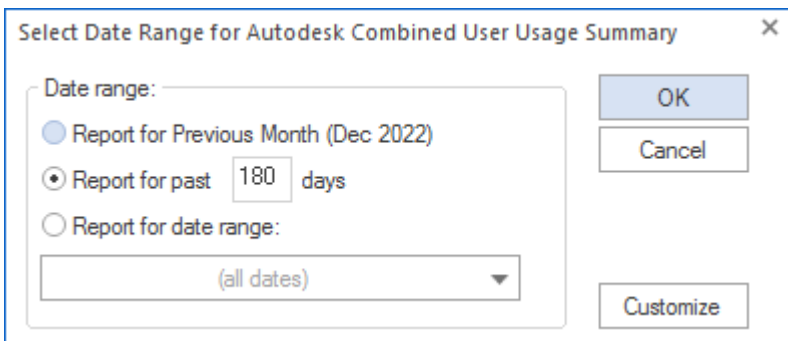 Select Date Range for Autodesk Combined User Usage Summary
Date range:
Report for Previous Month (Dec 2022)
Report for past 180 days
Report for date range:
(all dates)
OK
Cancel
Customize